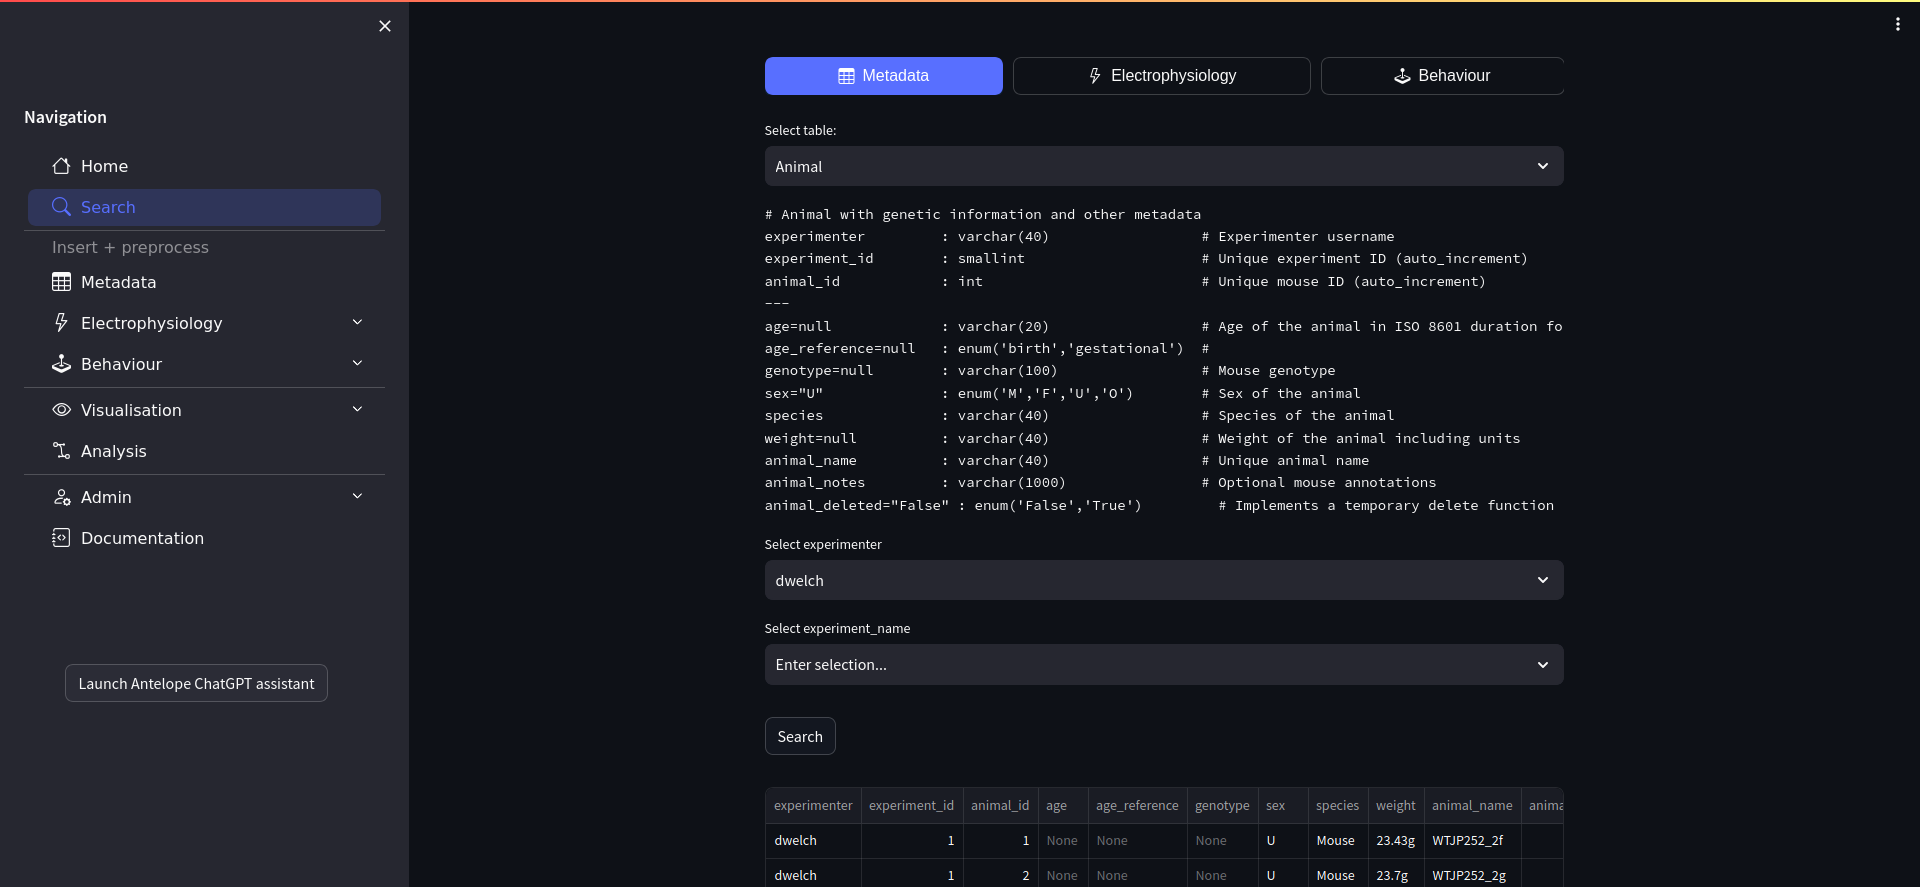 Navigation
Home
Search
Insert + preprocess
Metadata
Electrophysiology
Behaviour
Visualisation
Analysis
Admin
Documentation
Launch Antelope ChatGPT assistant
Metadata Electrophysiology Behaviour
Select table:
Animal
# Animal with genetic information and other metadata
experimenter : varchar(40) # Experimenter username
experiment_id : smallint # Unique experiment ID (auto_increment)
animal_id : int # Unique mouse ID (auto_increment)
---
age=null : varchar(20) # Age of the animal in ISO 8601 duration fo
age_reference=null : enum('birth','gestational') #
genotype=null : varchar(100) # Mouse genotype
sex="U" : enum('M','F','U','O') # Sex of the animal
species : varchar(40) # Species of the animal
weight=null : varchar(40) # Weight of the animal including units
animal_name : varchar(40) # Unique animal name
animal_notes : varchar(1000) # Optional mouse annotations
animal_deleted="False" : enum('False','True') # Implements a temporary delete function
Select experimenter
dwelch
Select experiment_name
Enter selection...
Search
experimenter experiment_id animal_id age age_reference genotype sex species weight animal_name anima
dwelch 1 1 None None None U Mouse 23.43g WTJP252_2f
dwelch 1 2 None None None U Mouse 23.7g WTJP252_2g